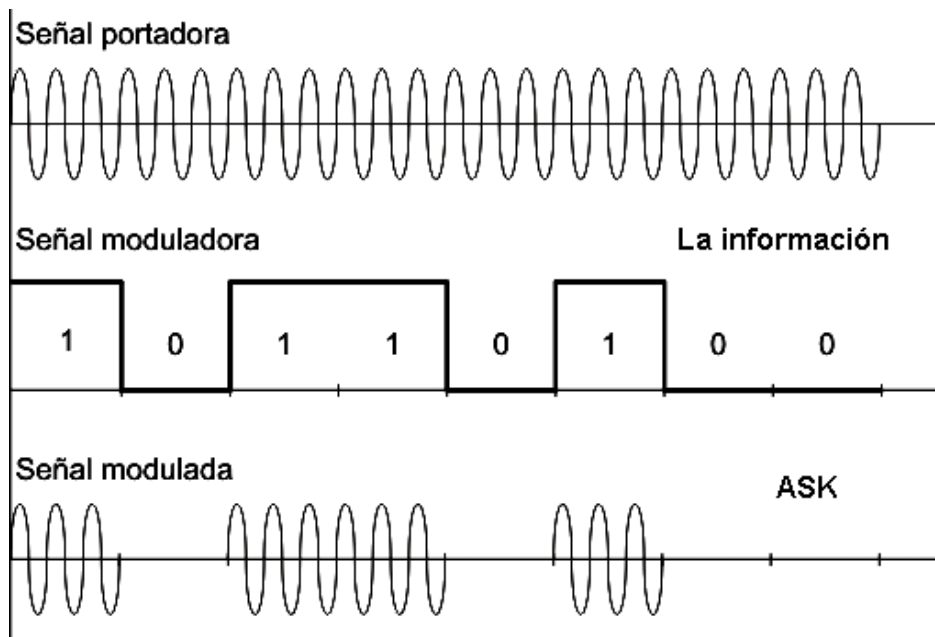 Señal portadora
Señal moduladora La información
1 0 1 1 0 1 0 0
Señal modulada
ASK